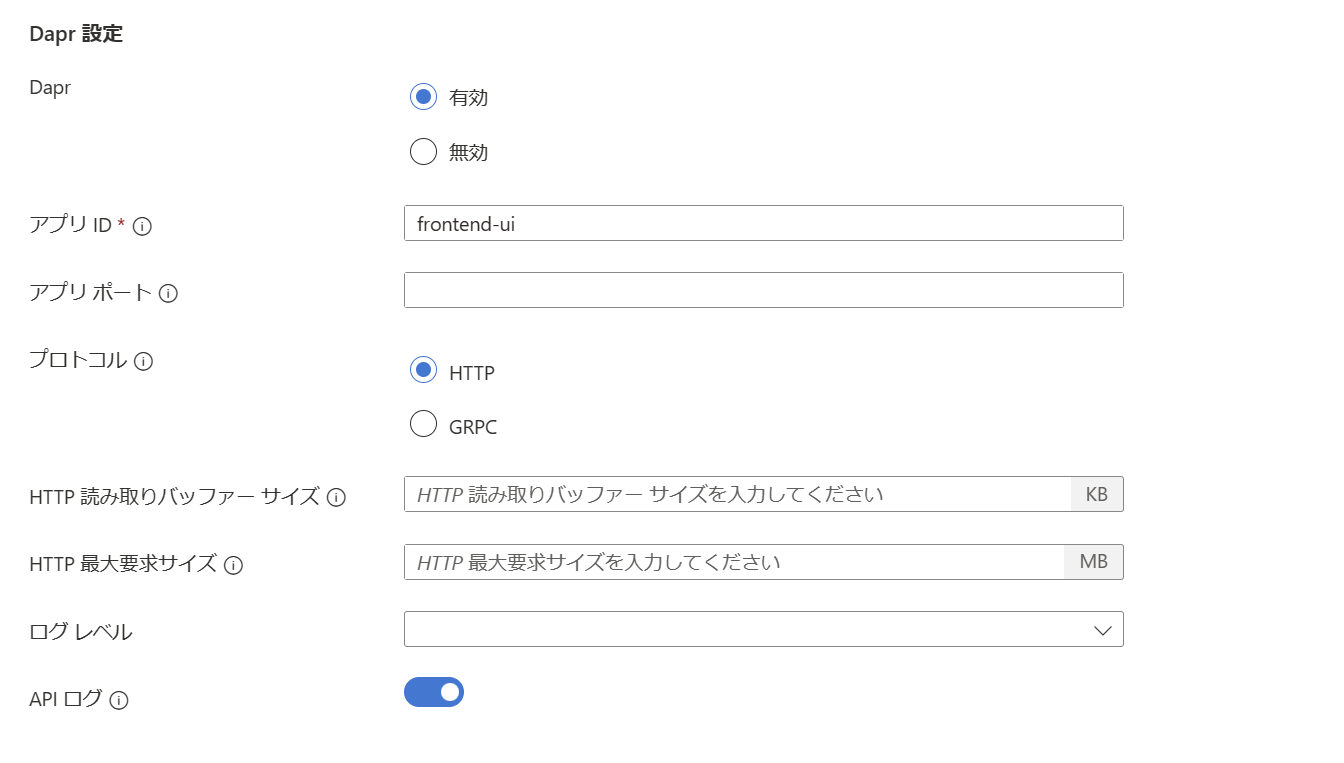 Dapr 設定
Dapr
有効
無効
アプリ ID *
frontend-ui
アプリ ポート
プロトコル
HTTP
GRPC
HTTP 読み取りバッファー サイズ
HTTP 読み取りバッファー サイズを入力してください
KB
HTTP 最大要求サイズ
HTTP 最大要求サイズを入力してください
MB
ログ レベル
API ログ